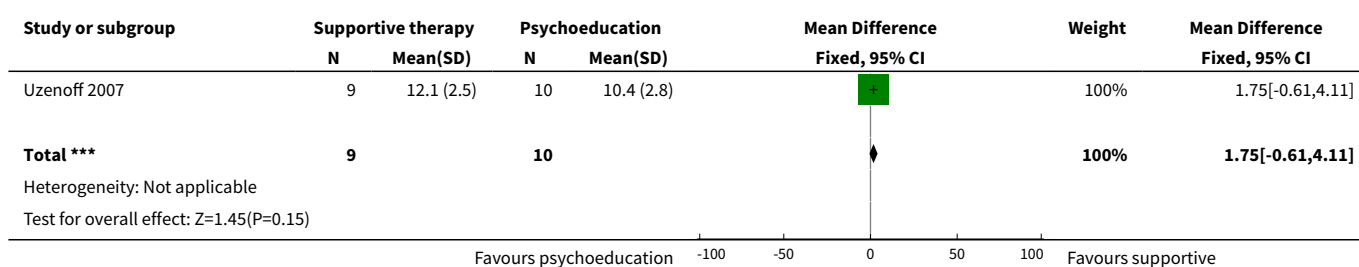 Study or subgroup Supportive therapy Psychoeducation Mean Difference Weight Mean Difference
N Mean(SD) N Mean(SD) Fixed, 95% CI Fixed, 95% CI
Uzenoff 2007 9 12.1 (2.5) 10 10.4 (2.8) 100% 1.75[-0.61,4.11]
Total *** 9 10 100% 1.75[-0.61,4.11]
Heterogeneity: Not applicable
Test for overall effect: Z=1.45(P=0.15)
Favours psychoeducation -100 -50 0 50 100 Favours supportive